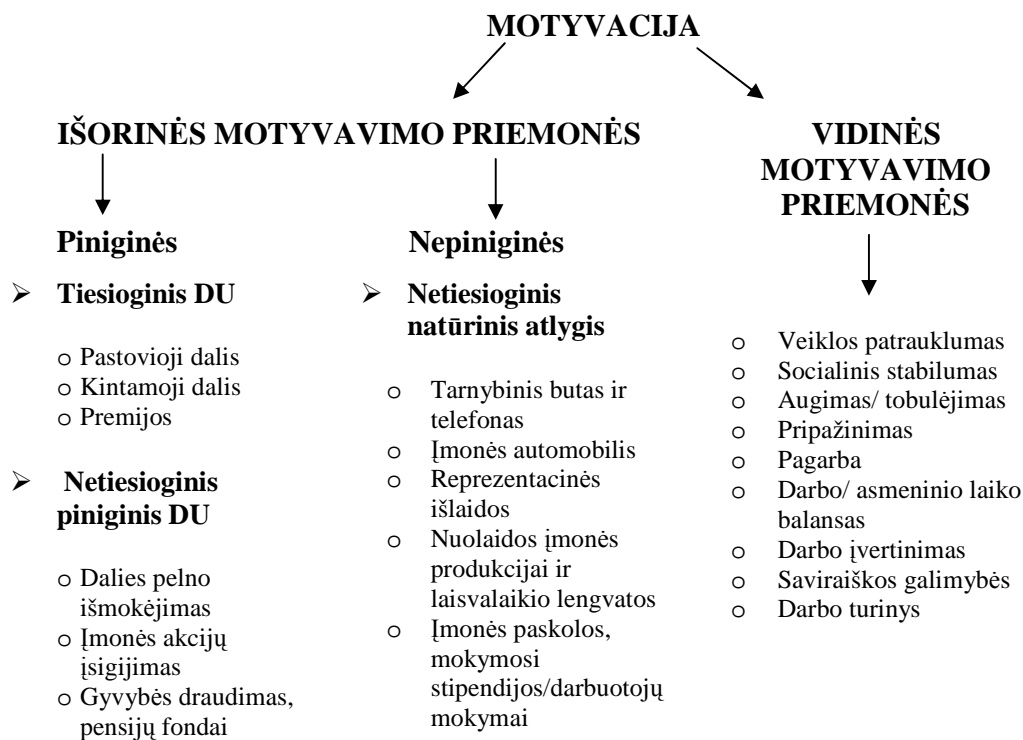 MOTYVACIJA
IŠORINĖS MOTYVAVIMO PRIEMONĖS
Piniginės
➢ Tiesioginis DU
o Pastovioji dalis
o Kintamoji dalis
o Premijos
➢ Netiesioginis
piniginis DU
o Dalies pelno
išmokėjimas
o Įmonės akcijų
įsigijimas
o Gyvybės draudimas,
pensijų fondai
Nepiniginės
➢ Netiesioginis
natūrinis atlygis
o Tarnybinis butas ir
telefonas
o Įmonės automobilis
o Reprezentacinės
išlaidos
o Nuolaidos įmonės
produkcijai ir
laisvalaikio lengvatos
o Įmonės paskolos,
mokymosi
stipendijos/darbuotojų
mokymai
VIDINĖS
MOTYVAVIMO
PRIEMONĖS
o Veiklos patrauklumas
o Socialinis stabilumas
o Augimas/ tobulėjimas
o Pripažinimas
o Pagarba
o Darbo/ asmeninio laiko
balansas
o Darbo įvertinimas
o Saviraiškos galimybės
o Darbo turinys